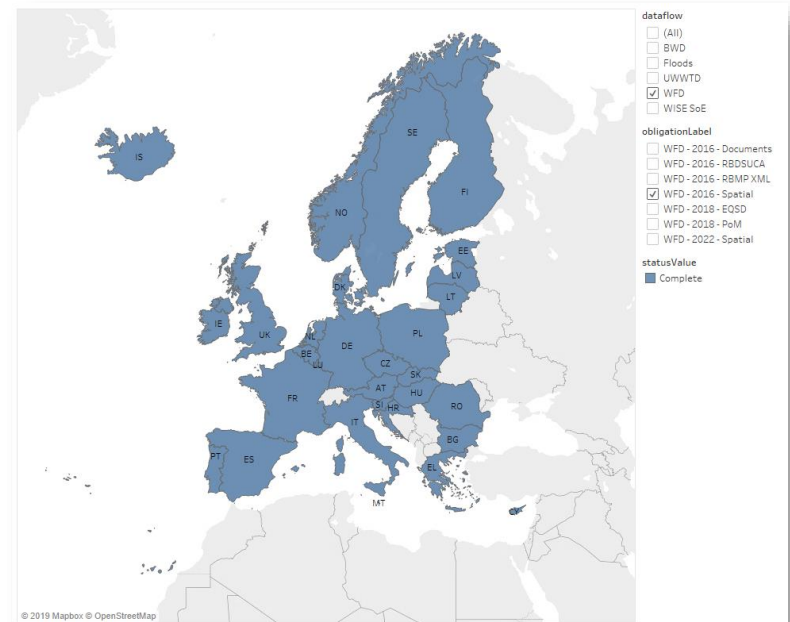 dataflow
(All)
BWD
Floods
UWWTD
WFD
WISE SoE
obligationLabel
WFD - 2016 - Documents
WFD - 2016 - RBDSUCA
WFD - 2016 - RBMP XML
WFD - 2016 - Spatial
WFD - 2018 - EQSD
WFD - 2018 - PoM
WFD - 2022 - Spatial
statusValue
Complete
IS
SE
FI
NO
EE
LV
DK
LT
IE
UK
NL
DE
PL
BE
LU
CZ
SK
AT
HU
FR
SI
HR
RO
IT
BG
PT
ES
EL
MT
CY
© 2019 Mapbox © OpenStreetMap